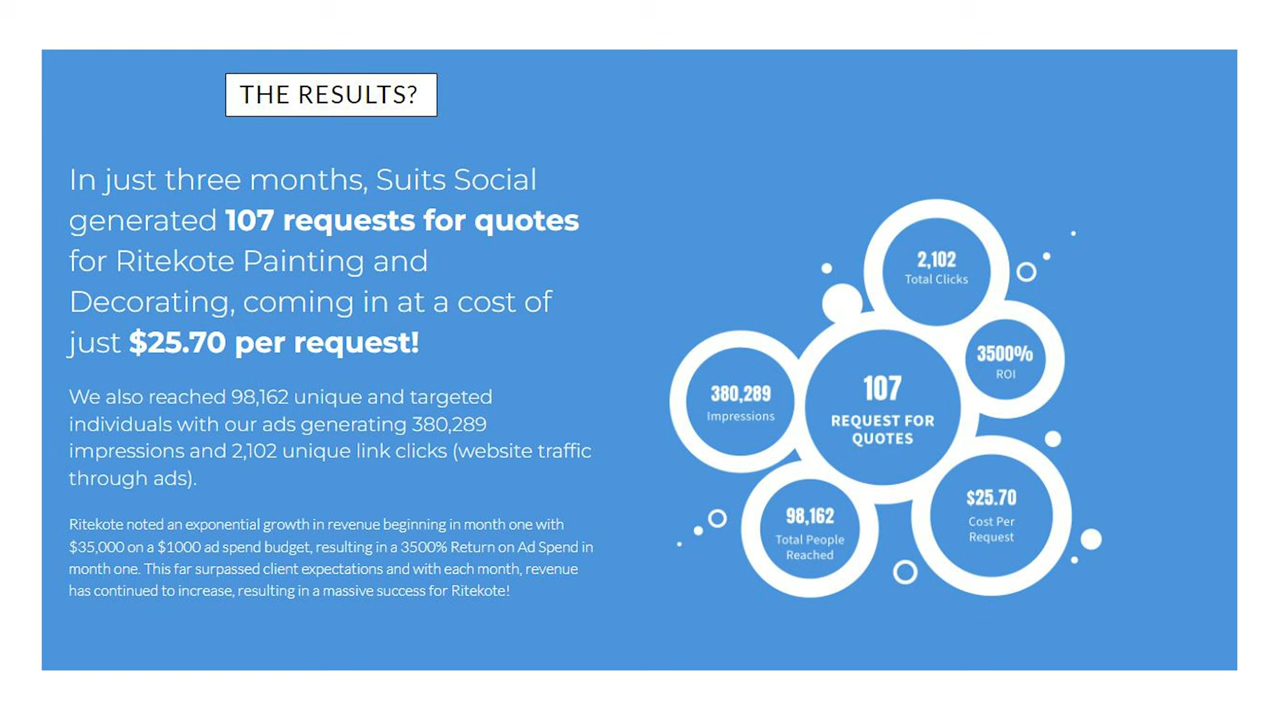 THE RESULTS?
In just three months, Suits Social
generated 107 requests for quotes
for Ritekote Painting and
Decorating, coming in at a cost of
just $25.70 per request!
We also reached 98,162 unique and targeted
individuals with our ads generating 380,289
impressions and 2,102 unique link clicks (website traffic
through ads).
Ritekote noted an exponential growth in revenue beginning in month one with
$35,000 on a $1000 ad spend budget, resulting in a 3500% Return on Ad Spend in
month one. This far surpassed client expectations and with each month, revenue
has continued to increase, resulting in a massive success for Ritekote!
2,102
Total Clicks
3500%
ROI
380,289
Impressions
107
REQUEST FOR
QUOTES
$25.70
Cost Per
Request
98,162
Total People
Reached